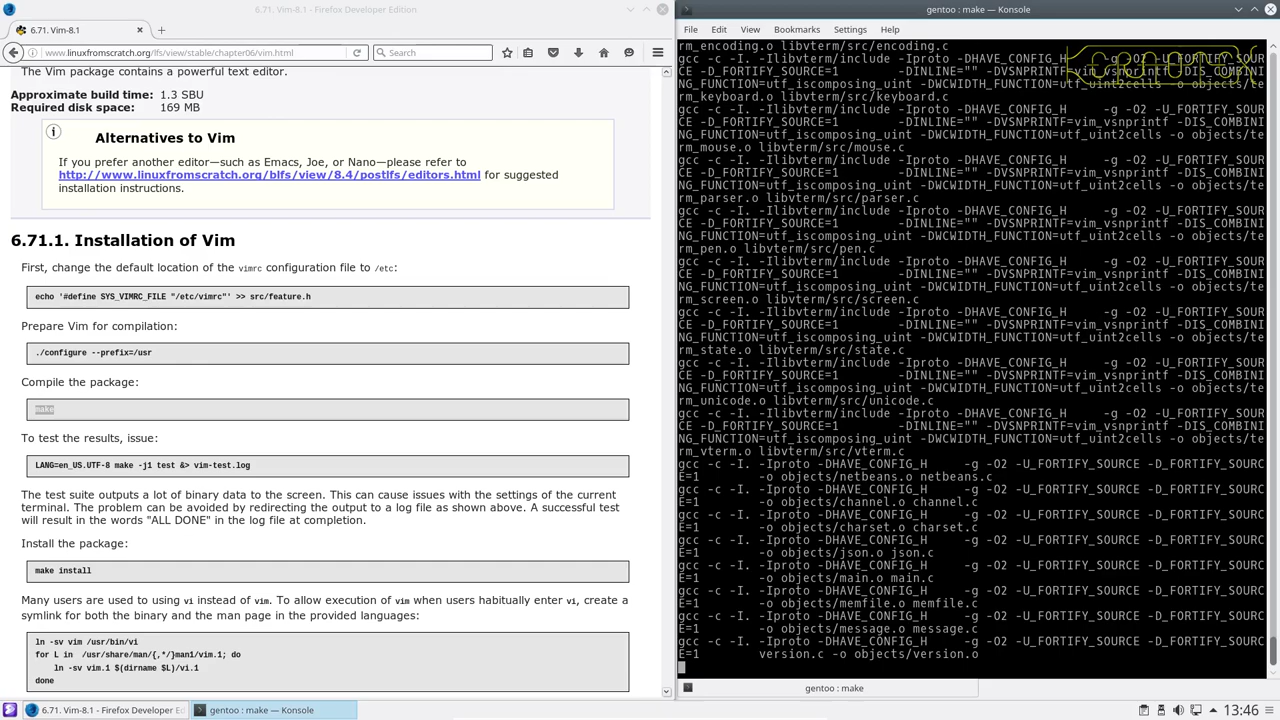 6.71. Vim-8.1 - Firefox Developer Edition
6.71. Vim-8.1
www.linuxfromscratch.org/lfs/view/stable/chapter06/vim.html
Search
The Vim package contains a powerful text editor.
Approximate build time: 1.3 SBU
Required disk space: 169 MB
Alternatives to Vim
If you prefer another editor—such as Emacs, Joe, or Nano—please refer to
http://www.linuxfromscratch.org/blfs/view/8.4/postlfs/editors.html for suggested
installation instructions.
6.71.1. Installation of Vim
First, change the default location of the vimrc configuration file to /etc:
echo '#define SYS_VIMRC_FILE "/etc/vimrc"' >> src/feature.h
Prepare Vim for compilation:
./configure --prefix=/usr
Compile the package:
make
To test the results, issue:
LANG=en_US.UTF-8 make -j1 test &> vim-test.log
The test suite outputs a lot of binary data to the screen. This can cause issues with the settings of the current
terminal. The problem can be avoided by redirecting the output to a log file as shown above. A successful test
will result in the words "ALL DONE" in the log file at completion.
Install the package:
make install
Many users are used to using vi instead of vim. To allow execution of vim when users habitually enter vi, create a
symlink for both the binary and the man page in the provided languages:
ln -sv vim /usr/bin/vi
for L in /usr/share/man/{,*/}man1/vim.1; do
ln -sv vim.1 $(dirname $L)/vi.1
done
gentoo : make — Konsole
File Edit View Bookmarks Settings Help
rm_encoding.o libvterm/src/encoding.c
gcc -c -I. -Ilibvterm/include -Iproto -DHAVE_CONFIG_H -g -O2 -U_FORTIFY_SOUR
CE -D_FORTIFY_SOURCE=1 -DINLINE="" -DVSNPRINTF=vim_vsnprintf -DIS_COMBINI
NG_FUNCTION=utf_iscomposing_uint -DWCWIDTH_FUNCTION=utf_uint2cells -o objects/te
rm_keyboard.o libvterm/src/keyboard.c
gcc -c -I. -Ilibvterm/include -Iproto -DHAVE_CONFIG_H -g -O2 -U_FORTIFY_SOUR
CE -D_FORTIFY_SOURCE=1 -DINLINE="" -DVSNPRINTF=vim_vsnprintf -DIS_COMBINI
NG_FUNCTION=utf_iscomposing_uint -DWCWIDTH_FUNCTION=utf_uint2cells -o objects/te
rm_mouse.o libvterm/src/mouse.c
gcc -c -I. -Ilibvterm/include -Iproto -DHAVE_CONFIG_H -g -O2 -U_FORTIFY_SOUR
CE -D_FORTIFY_SOURCE=1 -DINLINE="" -DVSNPRINTF=vim_vsnprintf -DIS_COMBINI
NG_FUNCTION=utf_iscomposing_uint -DWCWIDTH_FUNCTION=utf_uint2cells -o objects/te
rm_parser.o libvterm/src/parser.c
gcc -c -I. -Ilibvterm/include -Iproto -DHAVE_CONFIG_H -g -O2 -U_FORTIFY_SOUR
CE -D_FORTIFY_SOURCE=1 -DINLINE="" -DVSNPRINTF=vim_vsnprintf -DIS_COMBINI
NG_FUNCTION=utf_iscomposing_uint -DWCWIDTH_FUNCTION=utf_uint2cells -o objects/te
rm_pen.o libvterm/src/pen.c
gcc -c -I. -Ilibvterm/include -Iproto -DHAVE_CONFIG_H -g -O2 -U_FORTIFY_SOUR
CE -D_FORTIFY_SOURCE=1 -DINLINE="" -DVSNPRINTF=vim_vsnprintf -DIS_COMBINI
NG_FUNCTION=utf_iscomposing_uint -DWCWIDTH_FUNCTION=utf_uint2cells -o objects/te
rm_screen.o libvterm/src/screen.c
gcc -c -I. -Ilibvterm/include -Iproto -DHAVE_CONFIG_H -g -O2 -U_FORTIFY_SOUR
CE -D_FORTIFY_SOURCE=1 -DINLINE="" -DVSNPRINTF=vim_vsnprintf -DIS_COMBINI
NG_FUNCTION=utf_iscomposing_uint -DWCWIDTH_FUNCTION=utf_uint2cells -o objects/te
rm_state.o libvterm/src/state.c
gcc -c -I. -Ilibvterm/include -Iproto -DHAVE_CONFIG_H -g -O2 -U_FORTIFY_SOUR
CE -D_FORTIFY_SOURCE=1 -DINLINE="" -DVSNPRINTF=vim_vsnprintf -DIS_COMBINI
NG_FUNCTION=utf_iscomposing_uint -DWCWIDTH_FUNCTION=utf_uint2cells -o objects/te
rm_unicode.o libvterm/src/unicode.c
gcc -c -I. -Ilibvterm/include -Iproto -DHAVE_CONFIG_H -g -O2 -U_FORTIFY_SOUR
CE -D_FORTIFY_SOURCE=1 -DINLINE="" -DVSNPRINTF=vim_vsnprintf -DIS_COMBINI
NG_FUNCTION=utf_iscomposing_uint -DWCWIDTH_FUNCTION=utf_uint2cells -o objects/te
rm_vterm.o libvterm/src/vterm.c
gcc -c -I. -Iproto -DHAVE_CONFIG_H -g -O2 -U_FORTIFY_SOURCE -D_FORTIFY_SOURC
E=1 -o objects/netbeans.o netbeans.c
gcc -c -I. -Iproto -DHAVE_CONFIG_H -g -O2 -U_FORTIFY_SOURCE -D_FORTIFY_SOURC
E=1 -o objects/channel.o channel.c
gcc -c -I. -Iproto -DHAVE_CONFIG_H -g -O2 -U_FORTIFY_SOURCE -D_FORTIFY_SOURC
E=1 -o objects/charset.o charset.c
gcc -c -I. -Iproto -DHAVE_CONFIG_H -g -O2 -U_FORTIFY_SOURCE -D_FORTIFY_SOURC
E=1 -o objects/json.o json.c
gcc -c -I. -Iproto -DHAVE_CONFIG_H -g -O2 -U_FORTIFY_SOURCE -D_FORTIFY_SOURC
E=1 -o objects/main.o main.c
gcc -c -I. -Iproto -DHAVE_CONFIG_H -g -O2 -U_FORTIFY_SOURCE -D_FORTIFY_SOURC
E=1 -o objects/memfile.o memfile.c
gcc -c -I. -Iproto -DHAVE_CONFIG_H -g -O2 -U_FORTIFY_SOURCE -D_FORTIFY_SOURC
E=1 -o objects/message.o message.c
gcc -c -I. -Iproto -DHAVE_CONFIG_H -g -O2 -U_FORTIFY_SOURCE -D_FORTIFY_SOURC
E=1 version.c -o objects/version.o
gentoo : make
6.71. Vim-8.1 - Firefox Developer Ed
gentoo : make — Konsole
13:46